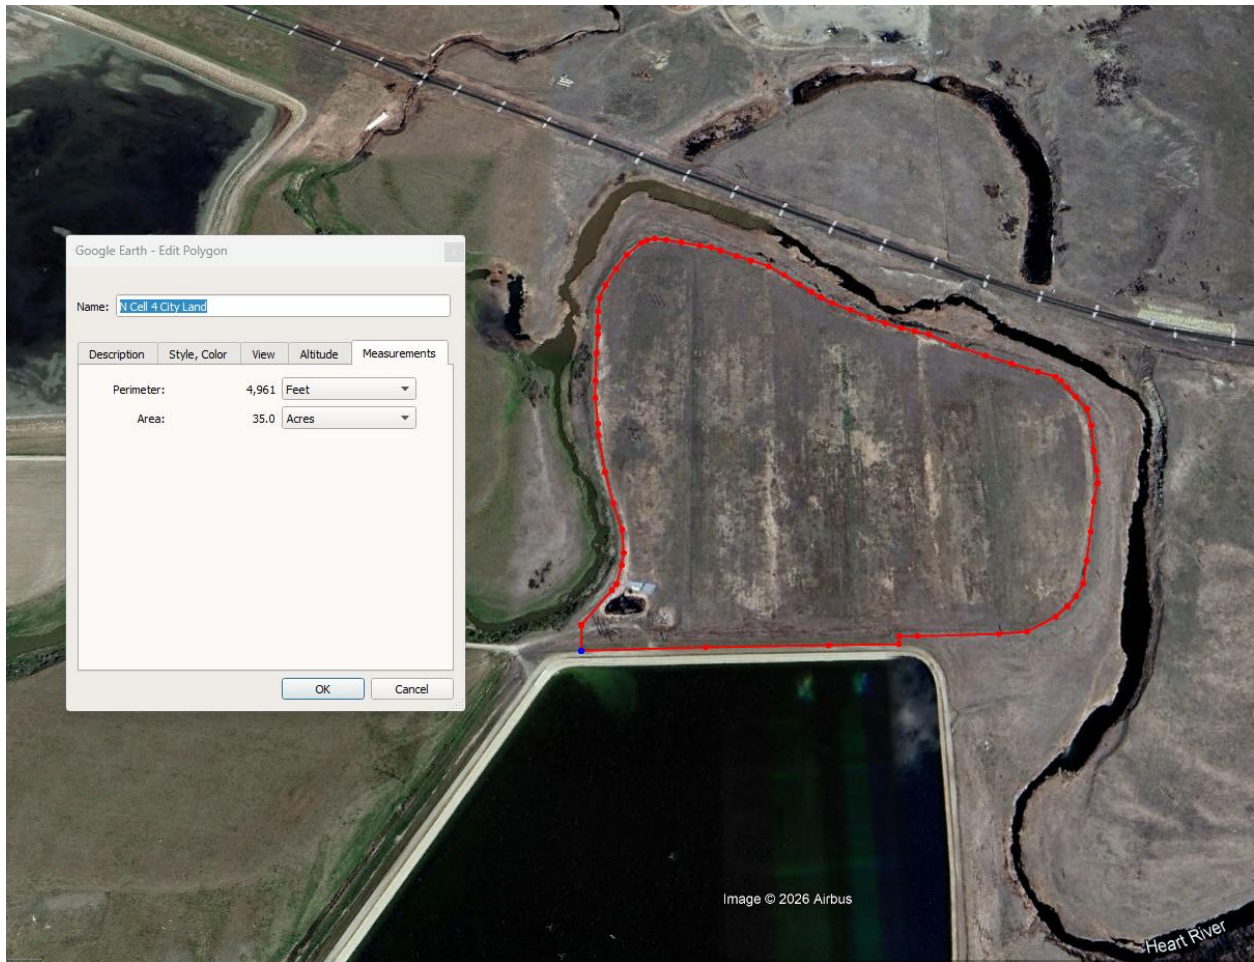 Google Earth - Edit Polygon
Name: N Cell 4 City Land
Description Style, Color View Altitude Measurements
Perimeter: 4,961 Feet
Area: 35.0 Acres
OK Cancel
Image © 2026 Airbus
Heart River